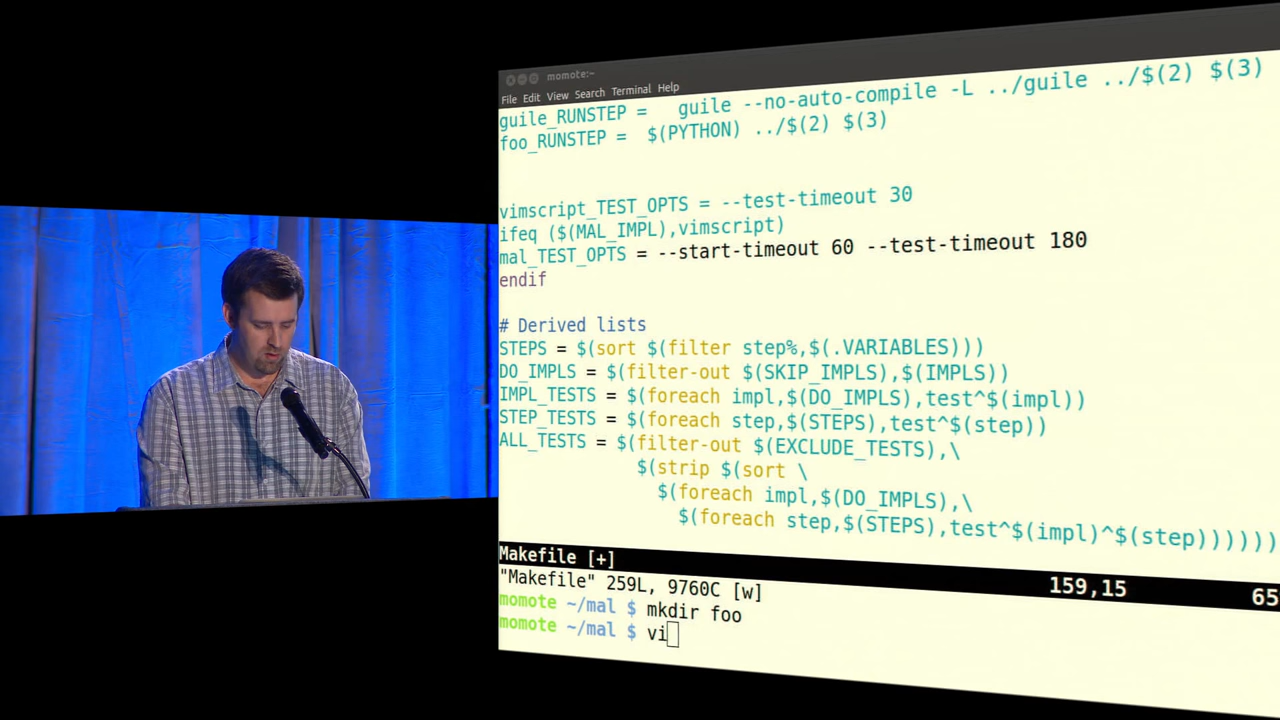 momote:~
File Edit View Search Terminal Help
guile_RUNSTEP =   guile --no-auto-compile -L ../guile ../$(2) $(3)
foo_RUNSTEP =  $(PYTHON) ../$(2) $(3)
vimscript_TEST_OPTS = --test-timeout 30
ifeq ($(MAL_IMPL),vimscript)
mal_TEST_OPTS = --start-timeout 60 --test-timeout 180
endif
# Derived lists
STEPS = $(sort $(filter step%,$(.VARIABLES)))
DO_IMPLS = $(filter-out $(SKIP_IMPLS),$(IMPLS))
IMPL_TESTS = $(foreach impl,$(DO_IMPLS),test^$(impl))
STEP_TESTS = $(foreach step,$(STEPS),test^$(step))
ALL_TESTS = $(filter-out $(EXCLUDE_TESTS),\
$(strip $(sort \
$(foreach impl,$(DO_IMPLS),\
$(foreach step,$(STEPS),test^$(impl)^$(step))))))
Makefile [+] 159,15 65
"Makefile" 259L, 9760C [w]
momote ~/mal $ mkdir foo
momote ~/mal $ vi